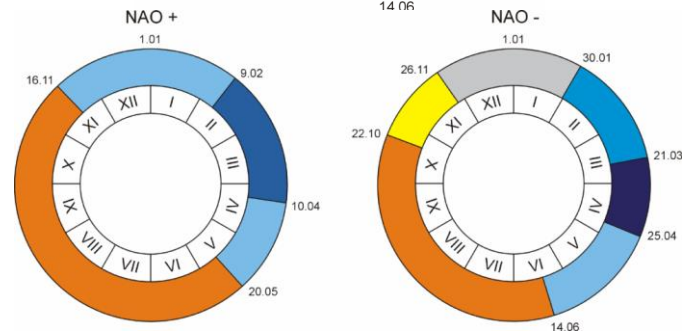 14.06
NAO +
1.01
9.02
10.04
20.05
16.11
I
II
III
IV
V
VI
VII
VIII
IX
X
XI
XII
NAO -
1.01
30.01
21.03
25.04
14.06
22.10
26.11
I
II
III
IV
V
VI
VII
VIII
IX
X
XI
XII